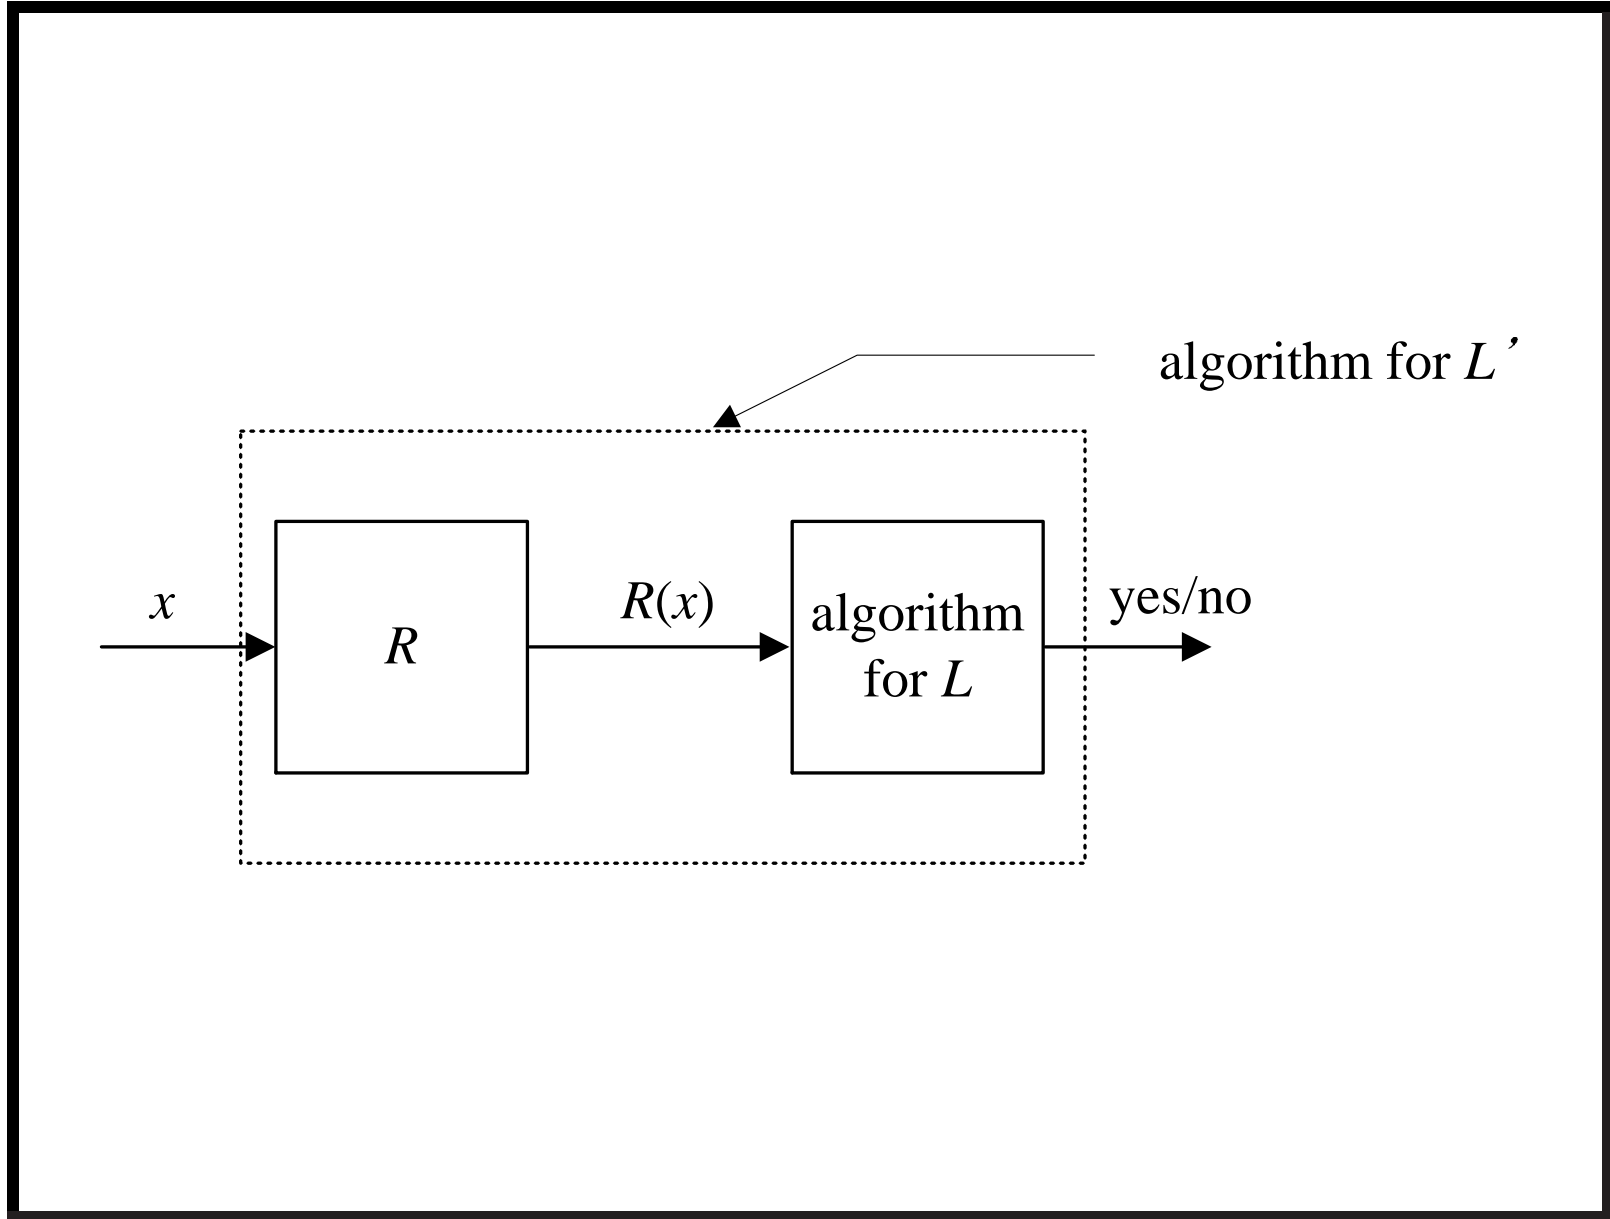 algorithm for L’
x
R
R(x)
algorithm
for L
yes/no